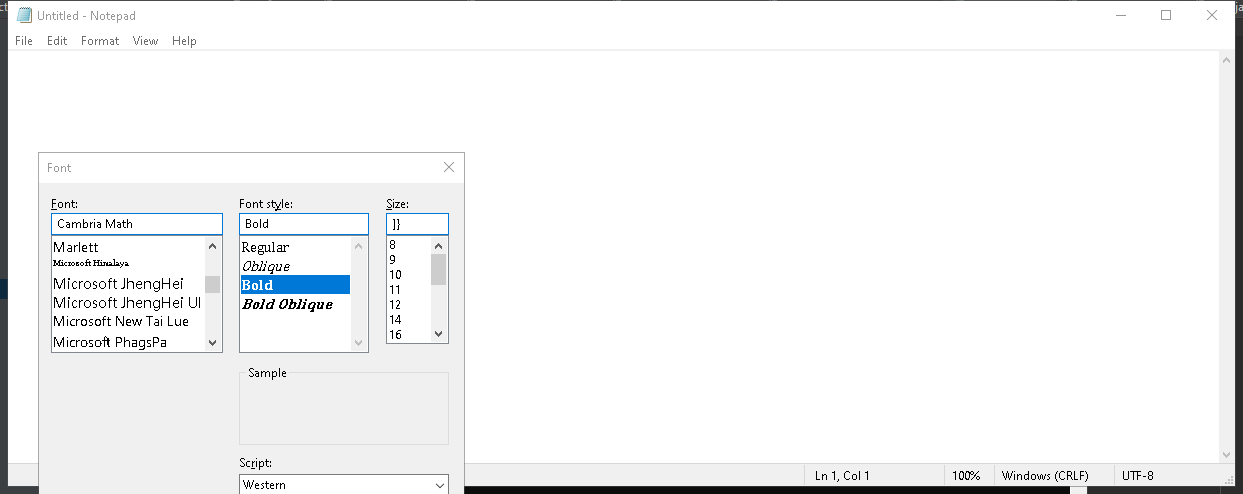 Untitled - Notepad
File Edit Format View Help
Font
Font: Font style: Size:
Cambria Math Bold ]}
Marlett
Microsoft Himalaya
Microsoft JhengHei
Microsoft JhengHei UI
Microsoft New Tai Lue
Microsoft PhagsPa
Regular
Oblique
Bold
Bold Oblique
8
9
10
11
12
14
16
Sample
Script:
Western
Ln 1, Col 1 100% Windows (CRLF) UTF-8